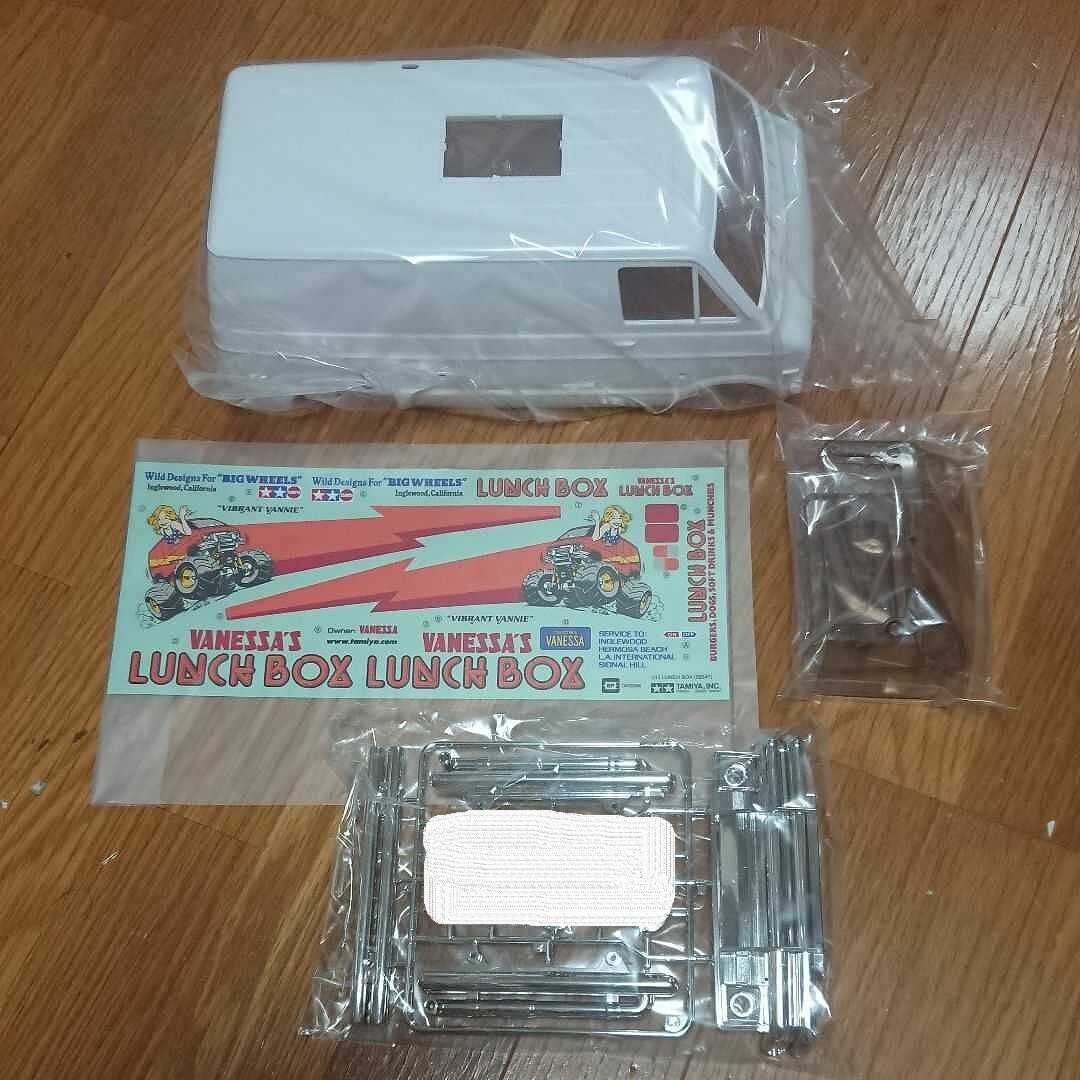 Wild Designs For "BIG WHEELS"
Inglewood, California
Wild Designs For "BIG WHEELS"
Inglewood, California
LUNCH BOX
VANESSA'S
LUNCH BOX
"VIBRANT VANNIE"
LUNCH BOX
BURGERS, DOGS, SOFT DRINKS & MUNCHIES
"VIBRANT VANNIE"
VANESSA'S
LUNCH BOX
Owner: VANESSA
www.tamiya.com
VANESSA'S
LUNCH BOX
VANESSA
SERVICE TO:
INGLEWOOD
HERMOSA BEACH
L.A. INTERNATIONAL
SIGNAL HILL
ON OFF
TAMIYA, INC.